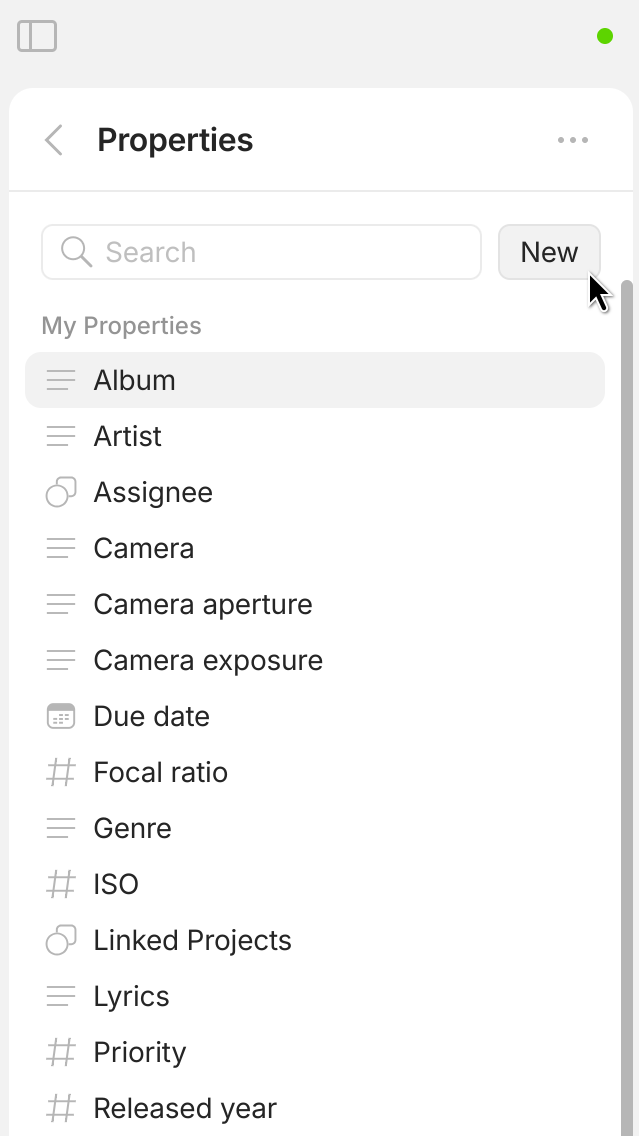 Properties
Search
New
My Properties
Album
Artist
Assignee
Camera
Camera aperture
Camera exposure
Due date
Focal ratio
Genre
ISO
Linked Projects
Lyrics
Priority
Released year